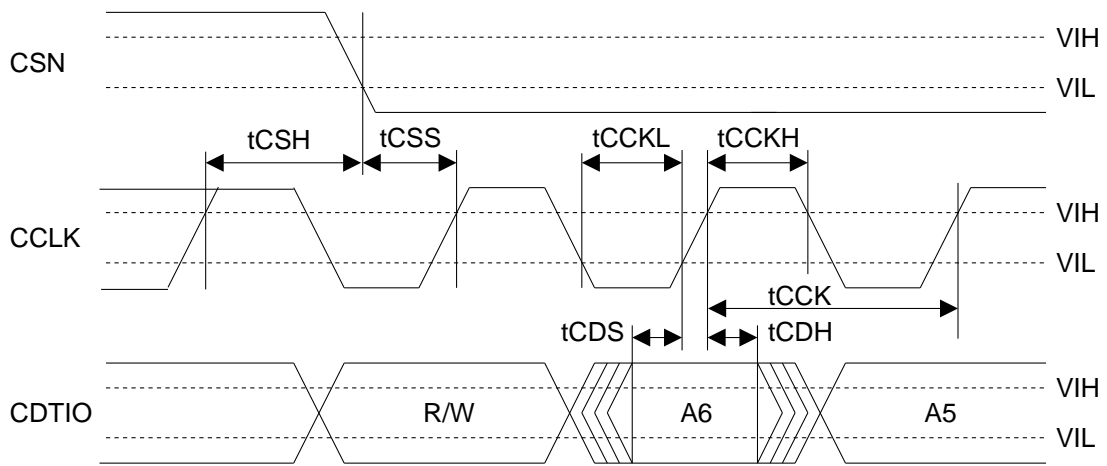 CSN
VIH
VIL
tCSH
tCSS
tCCKL
tCCKH
CCLK
VIH
VIL
tCCK
tCDS
tCDH
CDTIO
R/W
A6
A5
VIH
VIL